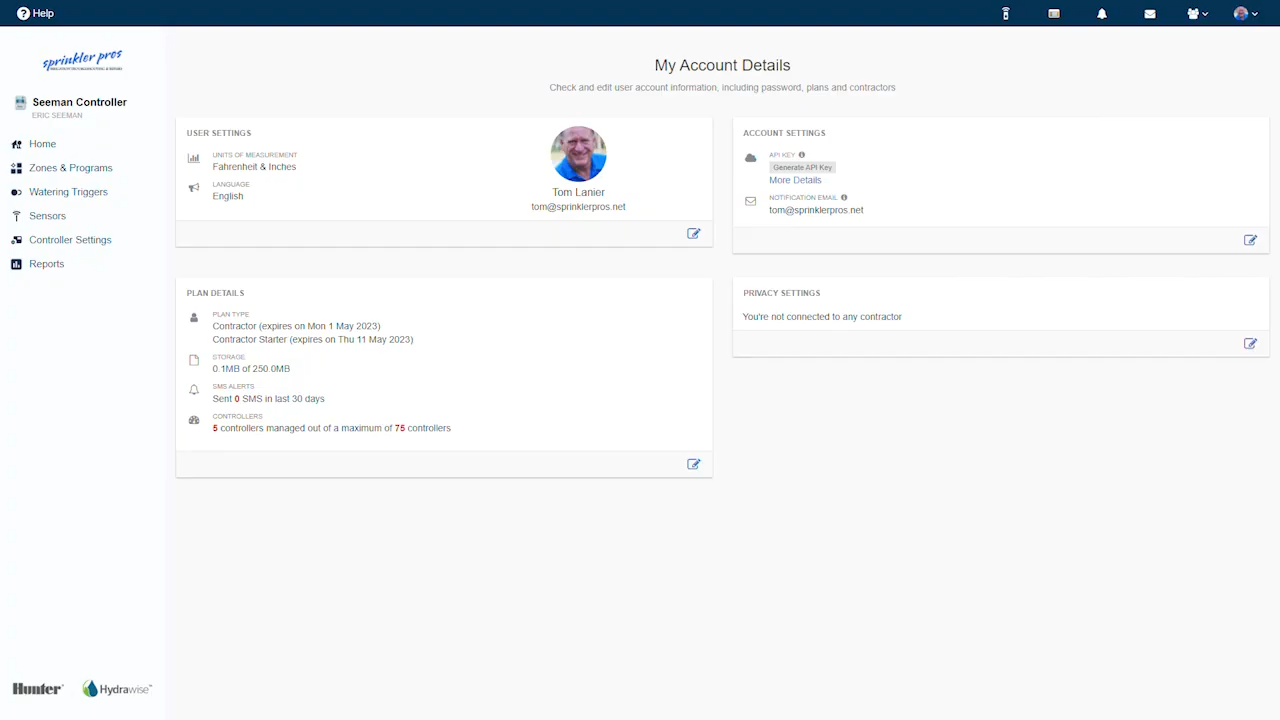 Help
sprinkler pros
Seeman Controller
ERIC SEEMAN
Home
Zones & Programs
Watering Triggers
Sensors
Controller Settings
Reports
Hunter
Hydrawise™
My Account Details
Check and edit user account information, including password, plans and contractors
USER SETTINGS
UNITS OF MEASUREMENT
Fahrenheit & Inches
LANGUAGE
English
Tom Lanier
tom@sprinklerpros.net
ACCOUNT SETTINGS
API KEY
Generate API Key
More Details
NOTIFICATION EMAIL
tom@sprinklerpros.net
PLAN DETAILS
PLAN TYPE
Contractor (expires on Mon 1 May 2023)
Contractor Starter (expires on Thu 11 May 2023)
STORAGE
0.1MB of 250.0MB
SMS ALERTS
Sent 0 SMS in last 30 days
CONTROLLERS
5 controllers managed out of a maximum of 75 controllers
PRIVACY SETTINGS
You're not connected to any contractor